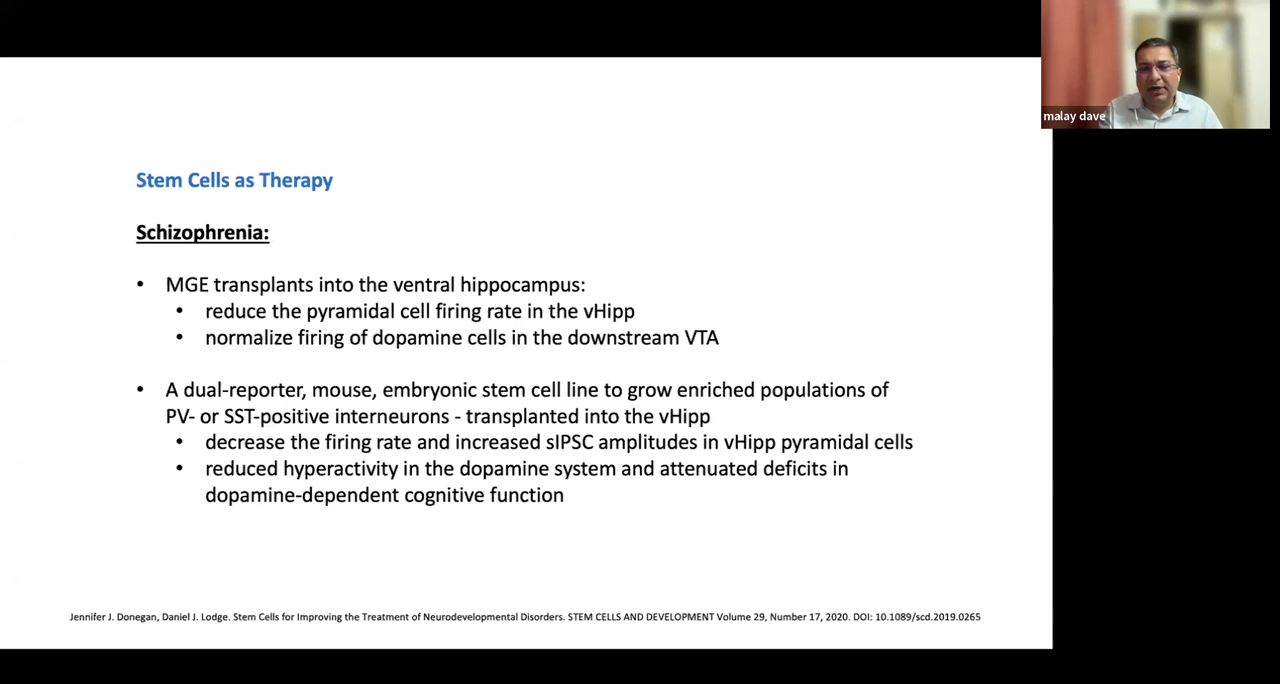 malay dave
Stem Cells as Therapy
Schizophrenia:
• MGE transplants into the ventral hippocampus:
• reduce the pyramidal cell firing rate in the vHipp
• normalize firing of dopamine cells in the downstream VTA
• A dual-reporter, mouse, embryonic stem cell line to grow enriched populations of
PV- or SST-positive interneurons - transplanted into the vHipp
• decrease the firing rate and increased sIPSC amplitudes in vHipp pyramidal cells
• reduced hyperactivity in the dopamine system and attenuated deficits in
dopamine-dependent cognitive function
Jennifer J. Donegan, Daniel J. Lodge. Stem Cells for Improving the Treatment of Neurodevelopmental Disorders. STEM CELLS AND DEVELOPMENT Volume 29, Number 17, 2020. DOI: 10.1089/scd.2019.0265